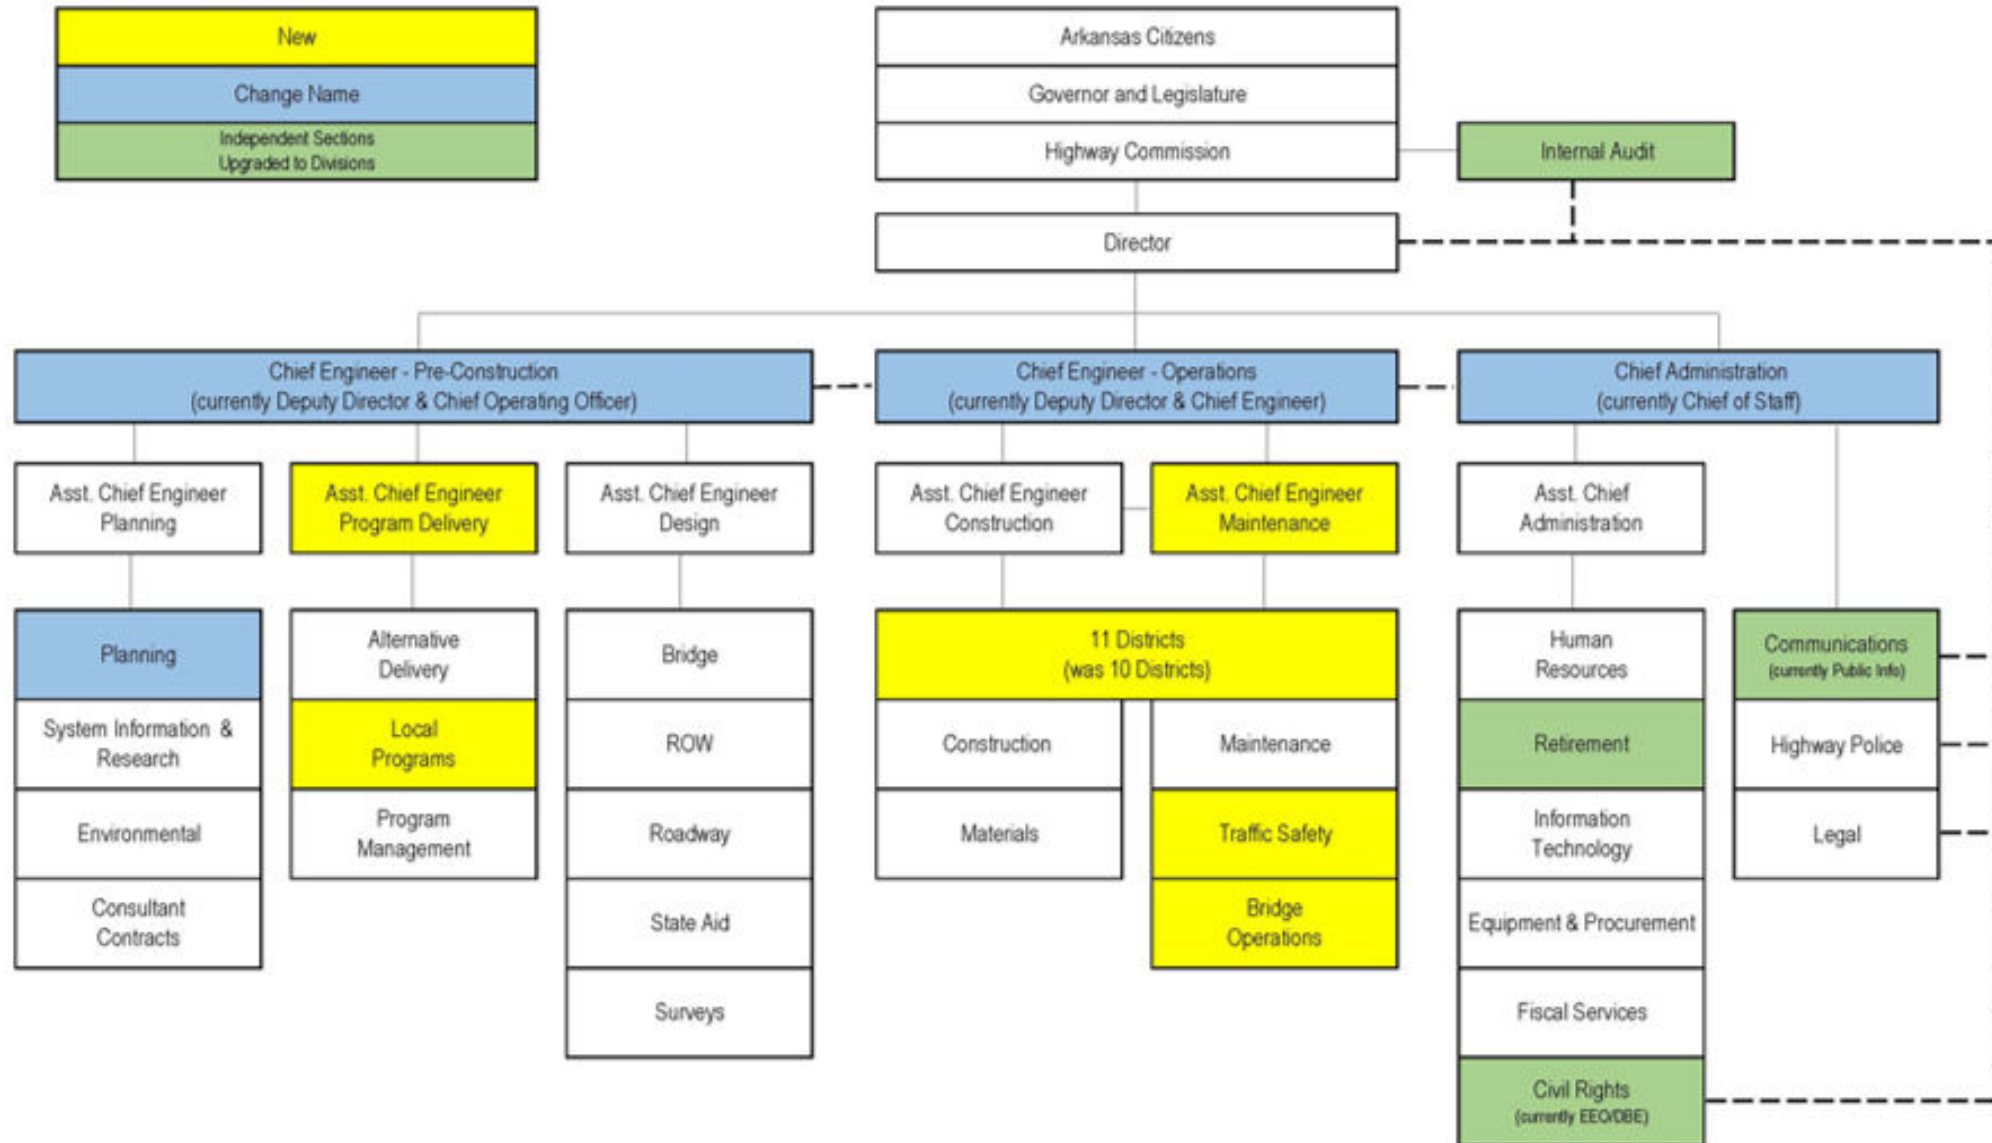 New
Change Name
Independent Sections
Upgraded to Divisions
Arkansas Citizens
Governor and Legislature
Highway Commission
Internal Audit
Director
Chief Engineer - Pre-Construction
(currently Deputy Director & Chief Operating Officer)
Chief Engineer - Operations
(currently Deputy Director & Chief Engineer)
Chief Administration
(currently Chief of Staff)
Asst. Chief Engineer
Planning
Asst. Chief Engineer
Program Delivery
Asst. Chief Engineer
Design
Asst. Chief Engineer
Construction
Asst. Chief Engineer
Maintenance
Asst. Chief
Administration
Planning
System Information &
Research
Environmental
Consultant
Contracts
Alternative
Delivery
Local
Programs
Program
Management
Bridge
ROW
Roadway
State Aid
Surveys
11 Districts
(was 10 Districts)
Construction
Materials
Maintenance
Traffic Safety
Bridge
Operations
Human
Resources
Retirement
Information
Technology
Equipment & Procurement
Fiscal Services
Civil Rights
(currently EEO/DBE)
Communications
(currently Public Info)
Highway Police
Legal